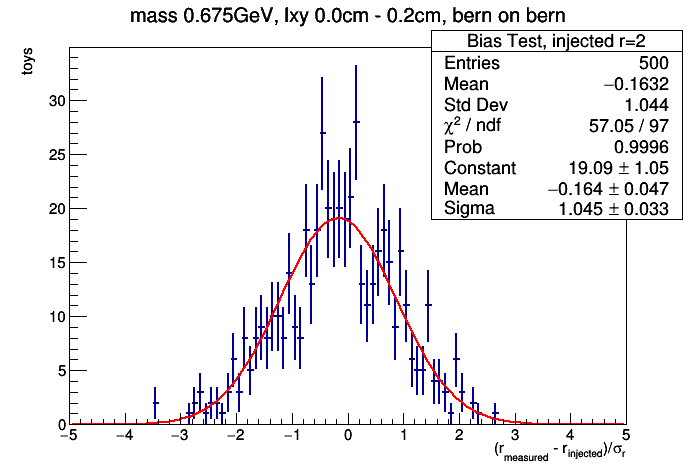 mass 0.675GeV, lxy 0.0cm - 0.2cm, bern on bern
toys
Bias Test, injected r=2
Entries 500
Mean −0.1632
Std Dev 1.044
χ² / ndf 57.05 / 97
Prob 0.9996
Constant 19.09 ± 1.05
Mean −0.164 ± 0.047
Sigma 1.045 ± 0.033
30
25
20
15
10
5
0
−5 −4 −3 −2 −1 0 1 2 3 4 5
(r_measured - r_injected)/σ_r